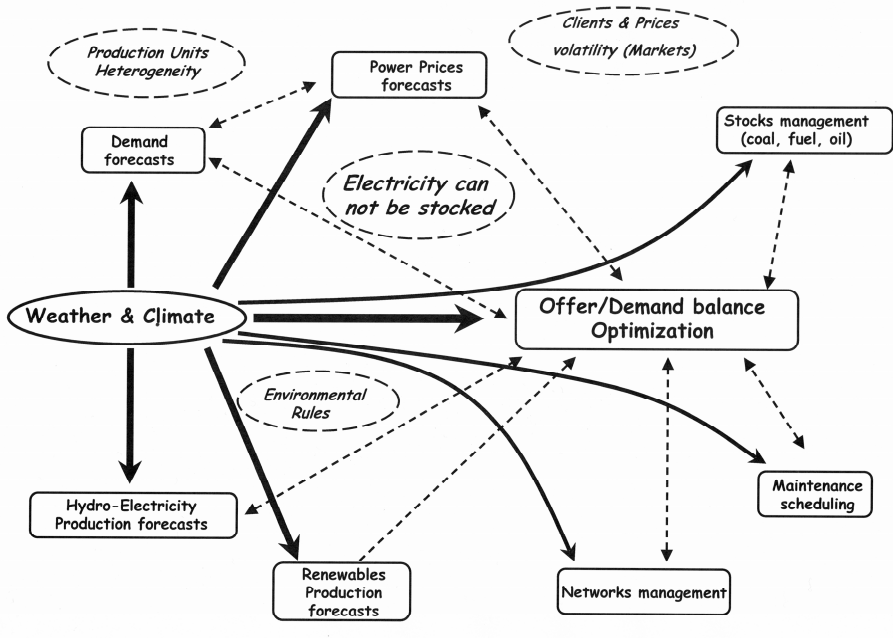 Clients & Prices
volatility (Markets)
Production Units
Heterogeneity
Power Prices
forecasts
Stocks management
(coal, fuel, oil)
Demand
forecasts
Electricity can
not be stocked
Weather & Climate
Offer/Demand balance
Optimization
Environmental
Rules
Maintenance
scheduling
Hydro-Electricity
Production forecasts
Renewables
Production
forecasts
Networks management